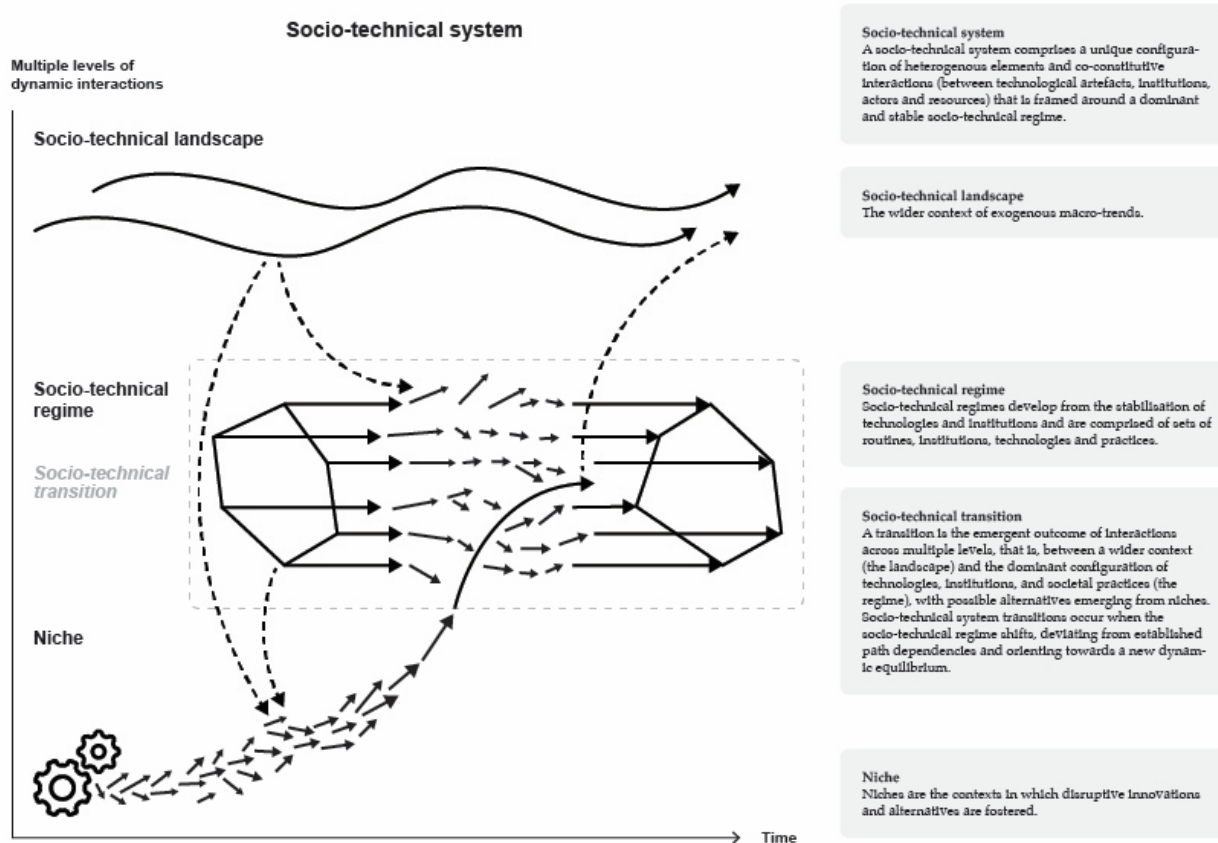 Socio-technical system
Multiple levels of
dynamic interactions
Socio-technical landscape
Socio-technical
regime
Socio-technical
transition
Niche
Time
Socio-technical system
A socio-technical system comprises a unique configura-
tion of heterogenous elements and co-constitutive
interactions (between technological artefacts, institutions,
actors and resources) that is framed around a dominant
and stable socio-technical regime.
Socio-technical landscape
The wider context of exogenous macro-trends.
Socio-technical regime
Socio-technical regimes develop from the stabilisation of
technologies and institutions and are comprised of sets of
routines, institutions, technologies and practices.
Socio-technical transition
A transition is the emergent outcome of interactions
across multiple levels, that is, between a wider context
(the landscape) and the dominant configuration of
technologies, institutions, and societal practices (the
regime), with possible alternatives emerging from niches.
Socio-technical system transitions occur when the
socio-technical regime shifts, deviating from established
path dependencies and orienting towards a new dynam-
ic equilibrium.
Niche
Niches are the contexts in which disruptive innovations
and alternatives are fostered.